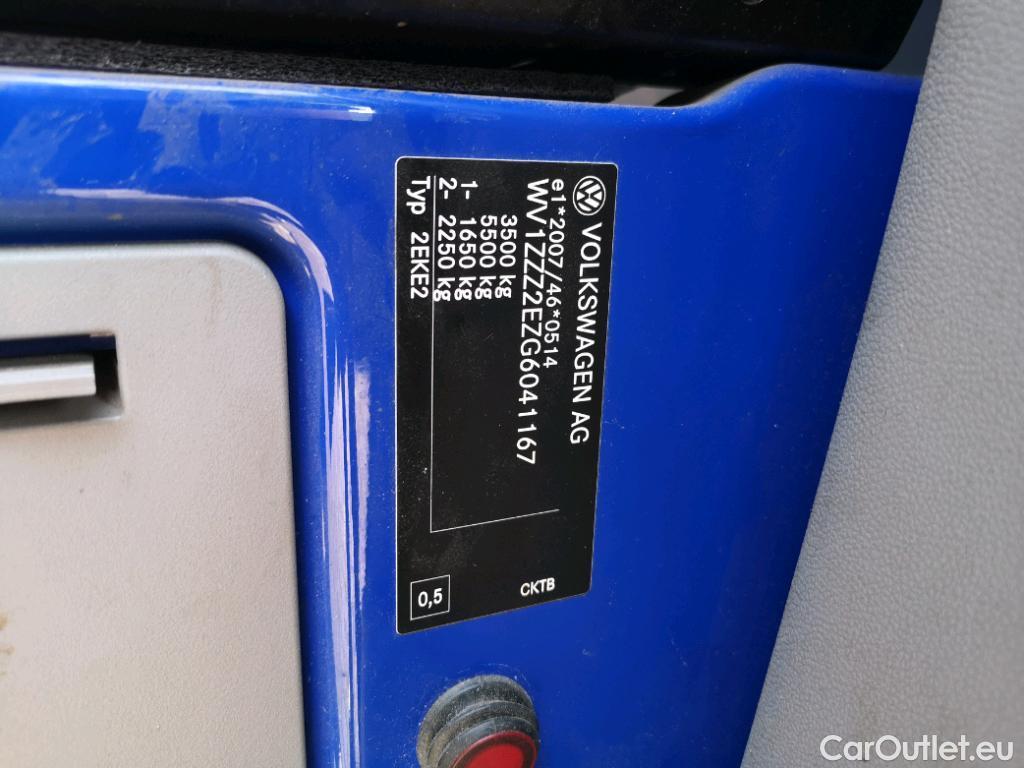 VOLKSWAGEN AG
e1*2007/46*0514
WV1ZZZ2EZG6041167
3500 kg
5500 kg
1- 1650 kg
2- 2250 kg
Typ 2EKE2
CKTB
0,5
CarOutlet.eu